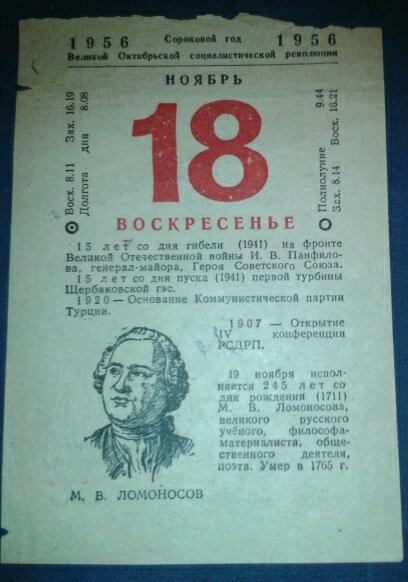 1956 Сороковой год 1956
Великой Октябрьской социалистической революции
НОЯБРЬ
Восх. 8.11 Зах. 16.19
Долгота дня 8.08
18
Полнолуние 9.44
Зах. 8.14 Восх. 16.21
ВОСКРЕСЕНЬЕ
15 лет со дня гибели (1941) на фронте
Великой Отечественной войны И. В. Панфило-
ва, генерал-майора, Героя Советского Союза.
15 лет со дня пуска (1941) первой турбины
Щербаковской гэс.
1920 — Основание Коммунистической партии
Турции.
1907 — Открытие
IV конференции
РСДРП.
19 ноября испол-
няется 245 лет со
дня рождения (1711)
М. В. Ломоносова,
великого русского
учёного, философа-
материалиста, обще-
ственного деятеля,
поэта. Умер в 1765 г.
М. В. ЛОМОНОСОВ